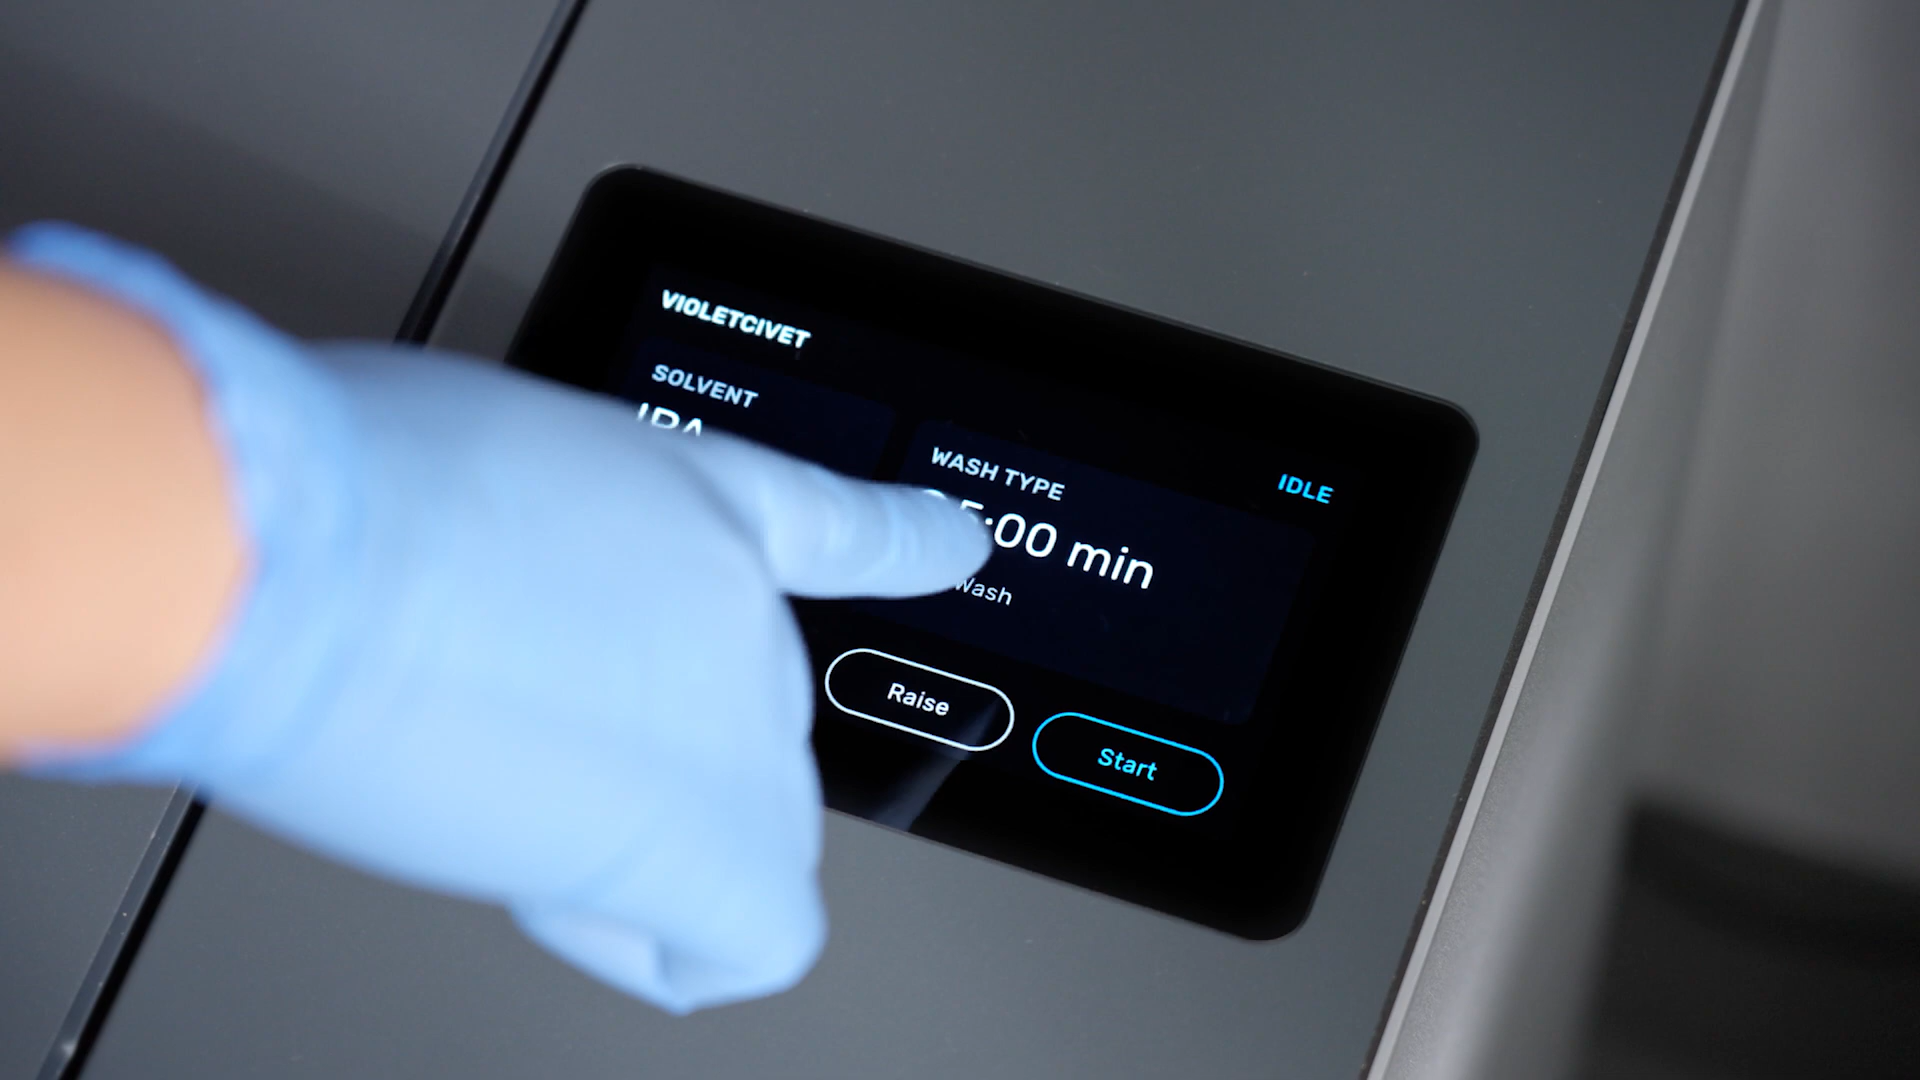 VIOLETCIVET
SOLVENT
IPA
WASH TYPE
IDLE
5:00 min
Wash
Raise
Start